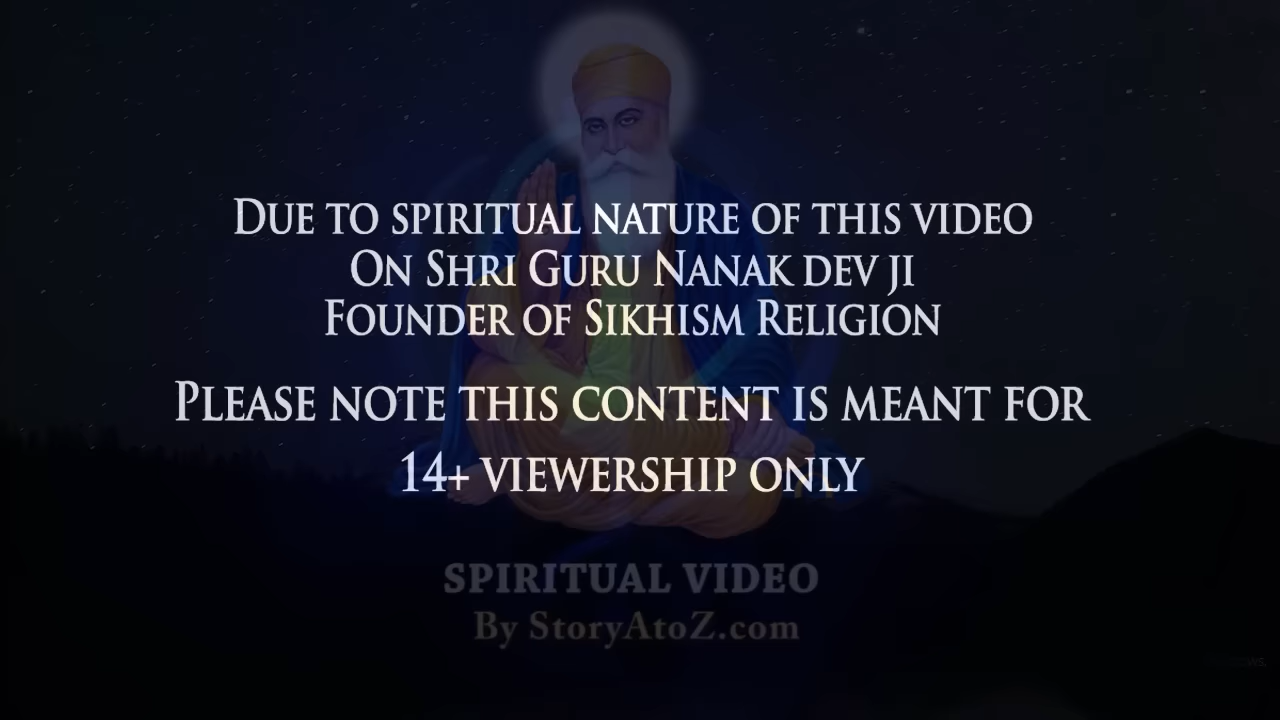 Due to spiritual nature of this video
On Shri Guru Nanak dev ji
Founder of Sikhism Religion
Please note this content is meant for
14+ viewership only
SPIRITUAL VIDEO
By StoryAtoZ.com